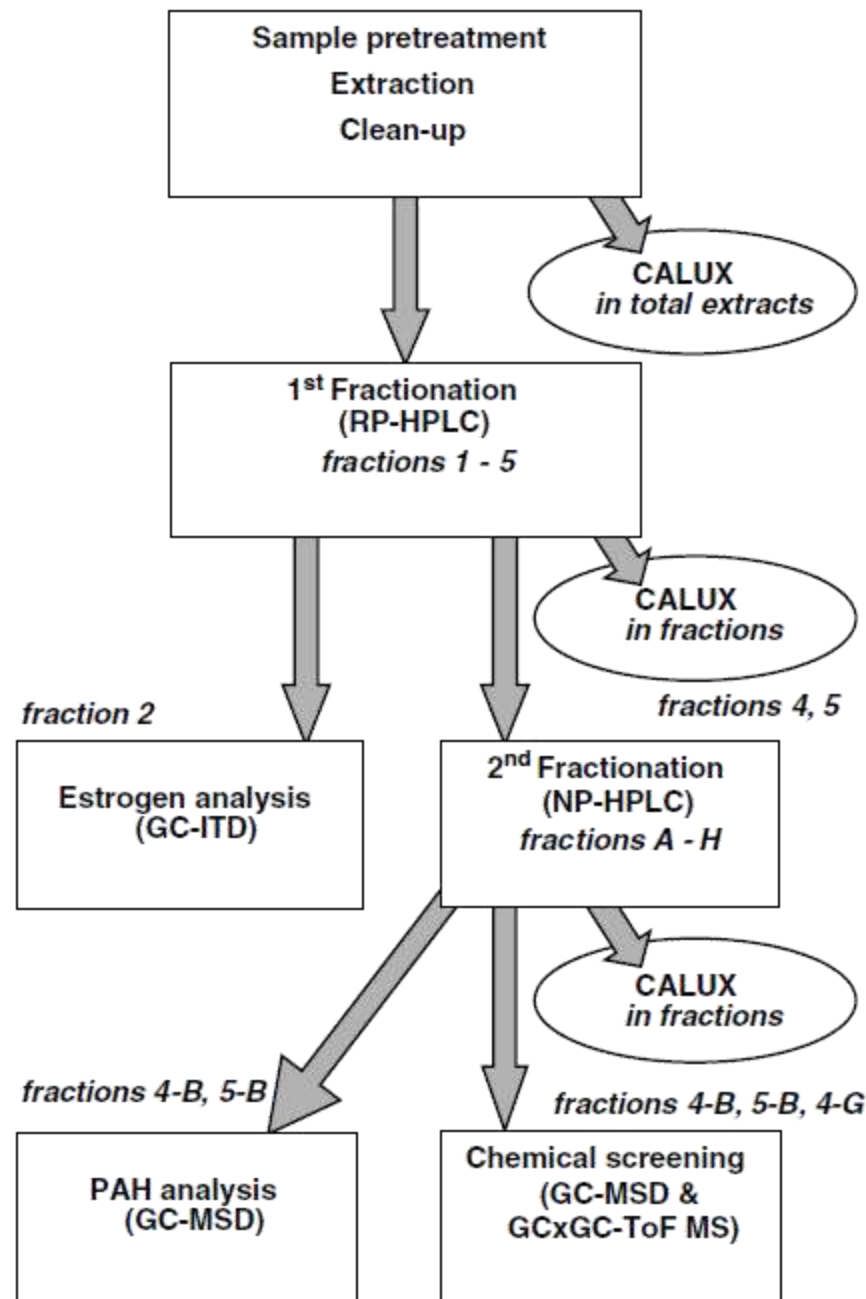 Sample pretreatment
Extraction
Clean-up
CALUX
in total extracts
1st Fractionation
(RP-HPLC)
fractions 1 - 5
CALUX
in fractions
fraction 2
fractions 4, 5
Estrogen analysis
(GC-ITD)
2nd Fractionation
(NP-HPLC)
fractions A - H
CALUX
in fractions
fractions 4-B, 5-B
fractions 4-B, 5-B, 4-G
PAH analysis
(GC-MSD)
Chemical screening
(GC-MSD &
GCxGC-ToF MS)